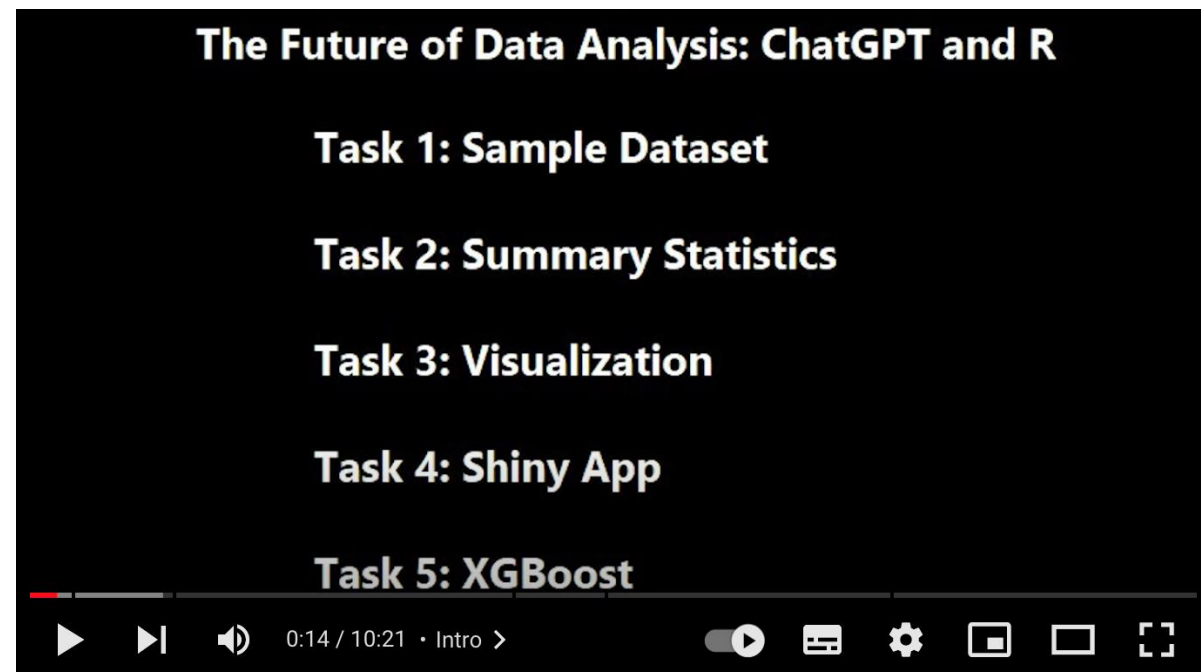 The Future of Data Analysis: ChatGPT and R
Task 1: Sample Dataset
Task 2: Summary Statistics
Task 3: Visualization
Task 4: Shiny App
Task 5: XGBoost
0:14 / 10:21 • Intro >